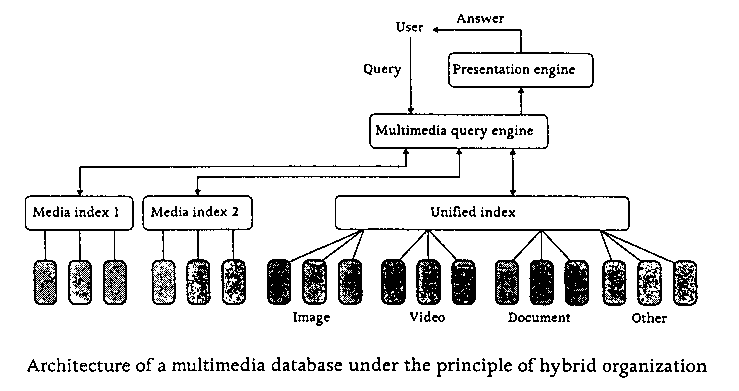 Answer
User
Query
Presentation engine
Multimedia query engine
Media index 1
Media index 2
Unified index
Image
Video
Document
Other
Architecture of a multimedia database under the principle of hybrid organization